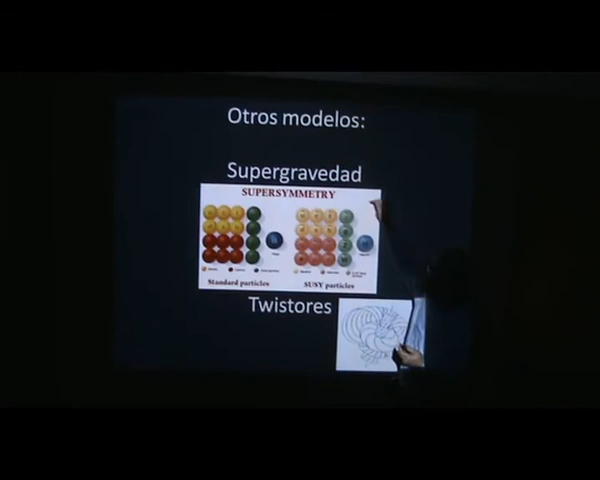 Otros modelos:
Supergravedad
SUPERSYMMETRY
Standard particles
SUSY particles
Twistores